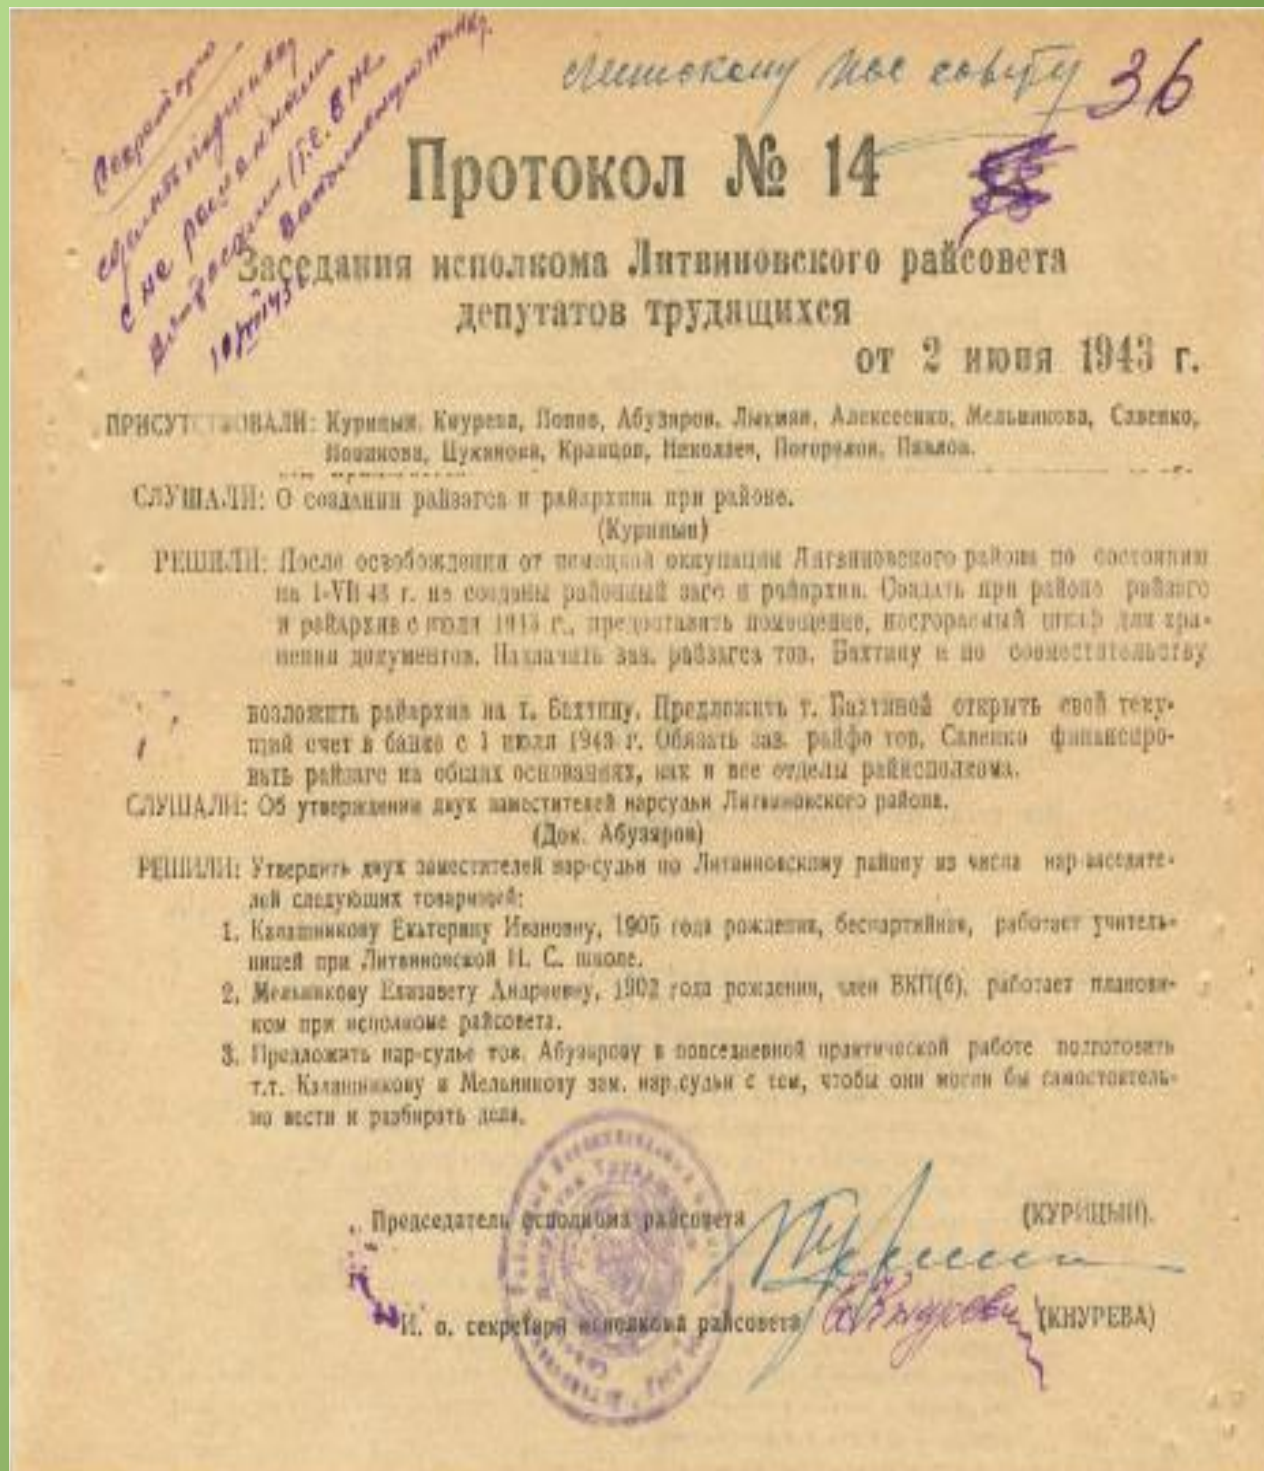 36
Протокол № 14
Заседания исполкома Литвиновского райсовета
депутатов трудящихся
от 2 июня 1943 г.
ПРИСУТСТВОВАЛИ: Курицын, Кнурева, Попов, Абузяров, Лыкман, Алексеенко, Мельникова, Савенко,
Новикова, Цуканова, Кравцов, Николаев, Погорелов, Павлов.
СЛУШАЛИ: О создании райзагса и райархива при районе.
(Курицын)
РЕШИЛИ: После освобождения от немецкой оккупации Литвиновского района по состоянию
на 1-VII 43 г. не созданы районный загс и райархив. Создать при районе райзагс
и райархив с июля 1943 г., предоставить помещение, несгораемый шкаф для хра-
нения документов. Назначить зав. райзагса тов. Бахтину и по совместительству
возложить райархив на т. Бахтину. Предложить т. Бахтиной открыть свой теку-
щий счет в банке с 1 июля 1943 г. Обязать зав. райфо тов. Савенко финансиро-
вать райзагс на общих основаниях, как и все отделы райисполкома.
СЛУШАЛИ: Об утверждении двух заместителей нарсудьи Литвиновского района.
(Док. Абузяров)
РЕШИЛИ: Утвердить двух заместителей нар-судьи по Литвиновскому району из числа нар-заседате-
лей следующих товарищей:
1. Калашникову Екатерину Ивановну, 1905 года рождения, беспартийная, работает учитель-
ницей при Литвиновской Н. С. школе.
2. Мельникову Елизавету Андреевну, 1902 года рождения, член ВКП(б), работает планови-
ком при исполкоме райсовета.
3. Предложить нар-судье тов. Абузярову в повседневной практической работе подготовить
т.т. Калашникову и Мельникову зам. нар.судьи с тем, чтобы они могли бы самостоятель-
но вести и разбирать дела.
Председатель исполкома райсовета (КУРИЦЫН).
И. о. секретаря исполкома райсовета (КНУРЕВА)